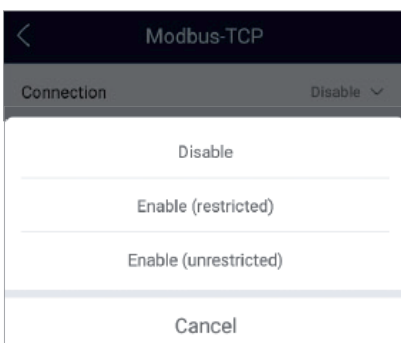 Modbus-TCP
Connection Disable
Disable
Enable (restricted)
Enable (unrestricted)
Cancel